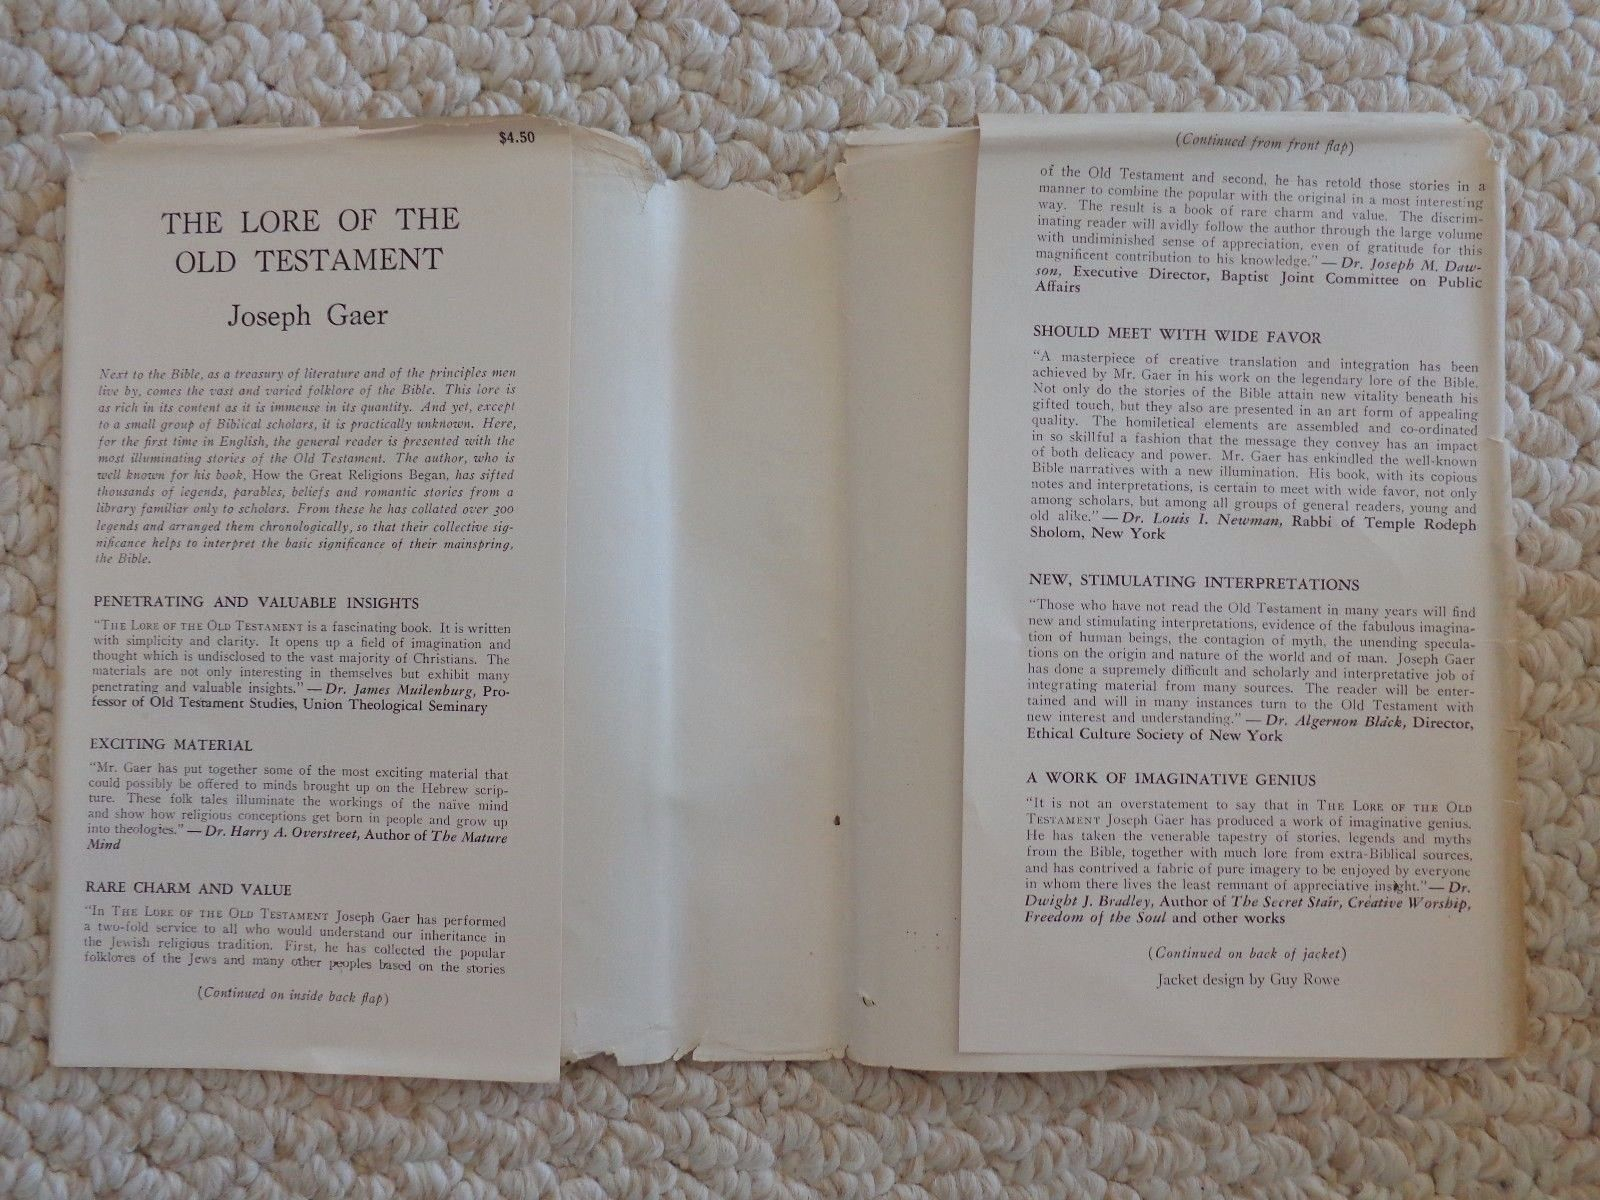 $4.50
THE LORE OF THE
OLD TESTAMENT
Joseph Gaer
Next to the Bible, as a treasury of literature and of the principles men
live by, comes the vast and varied folklore of the Bible. This lore is
as rich in its content as it is immense in its quantity. And yet, except
to a small group of Biblical scholars, it is practically unknown. Here,
for the first time in English, the general reader is presented with the
most illuminating stories of the Old Testament. The author, who is
well known for his book, How the Great Religions Began, has sifted
thousands of legends, parables, beliefs and romantic stories from a
library familiar only to scholars. From these he has collated over 300
legends and arranged them chronologically, so that their collective sig-
nificance helps to interpret the basic significance of their mainspring,
the Bible.
PENETRATING AND VALUABLE INSIGHTS
"THE LORE OF THE OLD TESTAMENT is a fascinating book. It is written
with simplicity and clarity. It opens up a field of imagination and
thought which is undisclosed to the vast majority of Christians. The
materials are not only interesting in themselves but exhibit many
penetrating and valuable insights." — Dr. James Muilenburg, Pro-
fessor of Old Testament Studies, Union Theological Seminary
EXCITING MATERIAL
"Mr. Gaer has put together some of the most exciting material that
could possibly be offered to minds brought up on the Hebrew scrip-
ture. These folk tales illuminate the workings of the naïve mind
and show how religious conceptions get born in people and grow up
into theologies." — Dr. Harry A. Overstreet, Author of The Mature
Mind
RARE CHARM AND VALUE
"In THE LORE OF THE OLD TESTAMENT Joseph Gaer has performed
a two-fold service to all who would understand our inheritance in
the Jewish religious tradition. First, he has collected the popular
folklores of the Jews and many other peoples based on the stories
(Continued on inside back flap)
(Continued from front flap)
of the Old Testament and second, he has retold those stories in a
manner to combine the popular with the original in a most interesting
way. The result is a book of rare charm and value. The discrim-
inating reader will avidly follow the author through the large volume
with undiminished sense of appreciation, even of gratitude for this
magnificent contribution to his knowledge." — Dr. Joseph M. Daw-
son, Executive Director, Baptist Joint Committee on Public
Affairs
SHOULD MEET WITH WIDE FAVOR
"A masterpiece of creative translation and integration has been
achieved by Mr. Gaer in his work on the legendary lore of the Bible.
Not only do the stories of the Bible attain new vitality beneath his
gifted touch, but they also are presented in an art form of appealing
quality. The homiletical elements are assembled and co-ordinated
in so skillful a fashion that the message they convey has an impact
of both delicacy and power. Mr. Gaer has enkindled the well-known
Bible narratives with a new illumination. His book, with its copious
notes and interpretations, is certain to meet with wide favor, not only
among scholars, but among all groups of general readers, young and
old alike." — Dr. Louis I. Newman, Rabbi of Temple Rodeph
Sholom, New York
NEW, STIMULATING INTERPRETATIONS
"Those who have not read the Old Testament in many years will find
new and stimulating interpretations, evidence of the fabulous imagina-
tion of human beings, the contagion of myth, the unending specula-
tions on the origin and nature of the world and of man. Joseph Gaer
has done a supremely difficult and scholarly and interpretative job of
integrating material from many sources. The reader will be enter-
tained and will in many instances turn to the Old Testament with
new interest and understanding." — Dr. Algernon Black, Director,
Ethical Culture Society of New York
A WORK OF IMAGINATIVE GENIUS
"It is not an overstatement to say that in THE LORE OF THE OLD
TESTAMENT Joseph Gaer has produced a work of imaginative genius.
He has taken the venerable tapestry of stories, legends and myths
from the Bible, together with much lore from extra-Biblical sources,
and has contrived a fabric of pure imagery to be enjoyed by everyone
in whom there lives the least remnant of appreciative insight." — Dr.
Dwight J. Bradley, Author of The Secret Stair, Creative Worship,
Freedom of the Soul and other works
(Continued on back of jacket)
Jacket design by Guy Rowe